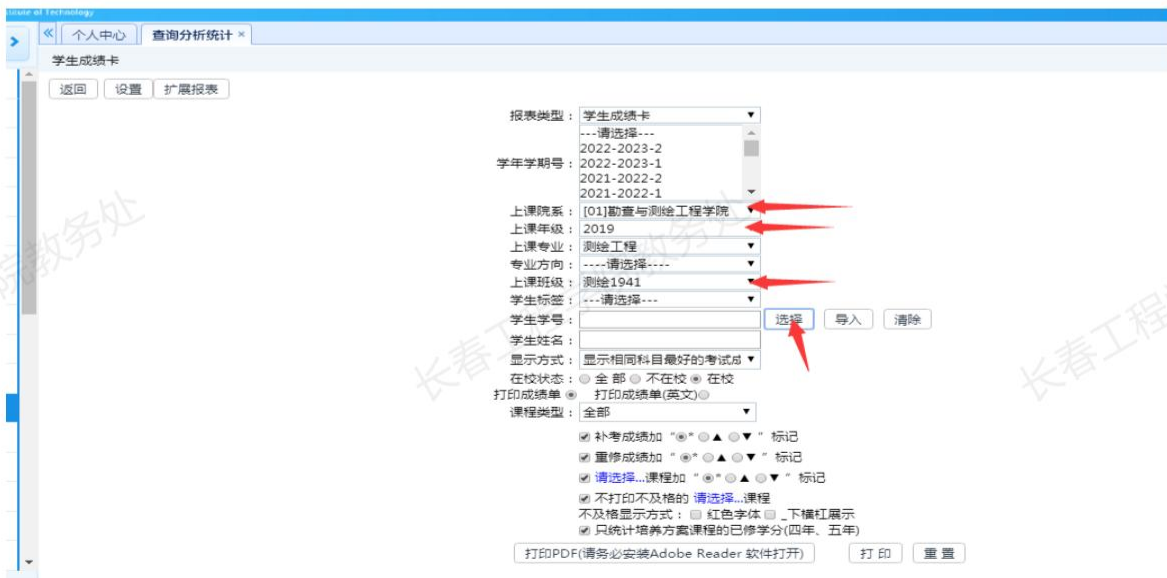 itute of Technology
个人中心 查询分析统计 ×
学生成绩卡
返回 设置 扩展报表
报表类型： 学生成绩卡
---请选择---
2022-2023-2
学年学期号： 2022-2023-1
2021-2022-2
2021-2022-1
上课院系： [01]勘查与测绘工程学院
上课年级： 2019
上课专业： 测绘工程
专业方向： ----请选择----
上课班级： 测绘1941
学生标签： ---请选择---
学生学号： 选择 导入 清除
学生姓名：
显示方式： 显示相同科目最好的考试成
在校状态： 全 部 不在校 在校
打印成绩单 打印成绩单(英文)
课程类型： 全部
补考成绩加 "* ▲ ▼ " 标记
重修成绩加 " * ▲ ▼ " 标记
请选择...课程加 "* ▲ ▼ " 标记
不打印不及格的 请选择...课程
不及格显示方式： 红色字体 _下横杠展示
只统计培养方案课程的已修学分(四年、五年)
打印PDF(请务必安装Adobe Reader 软件打开) 打 印 重 置
院教务处
长春工程学院教务处
长春工程